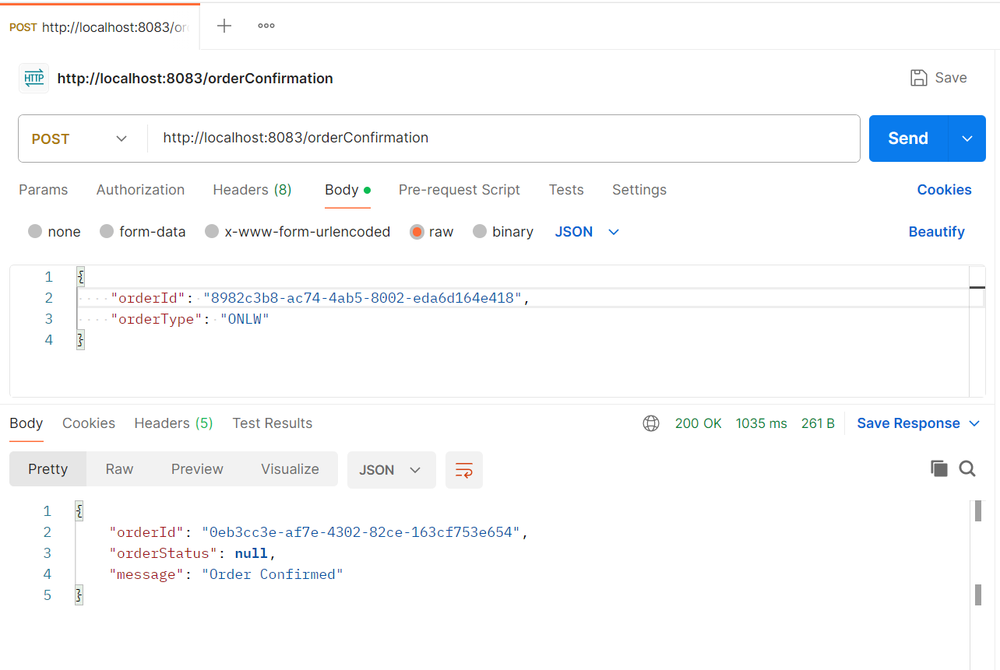 POST http://localhost:8083/or
HTTP http://localhost:8083/orderConfirmation Save
POST http://localhost:8083/orderConfirmation Send
Params Authorization Headers (8) Body Pre-request Script Tests Settings Cookies
none form-data x-www-form-urlencoded raw binary JSON Beautify
1 {
2 "orderId": "8982c3b8-ac74-4ab5-8002-eda6d164e418",
3 "orderType": "ONLW"
4 }
Body Cookies Headers (5) Test Results 200 OK 1035 ms 261 B Save Response
Pretty Raw Preview Visualize JSON
1 {
2 "orderId": "0eb3cc3e-af7e-4302-82ce-163cf753e654",
3 "orderStatus": null,
4 "message": "Order Confirmed"
5 }